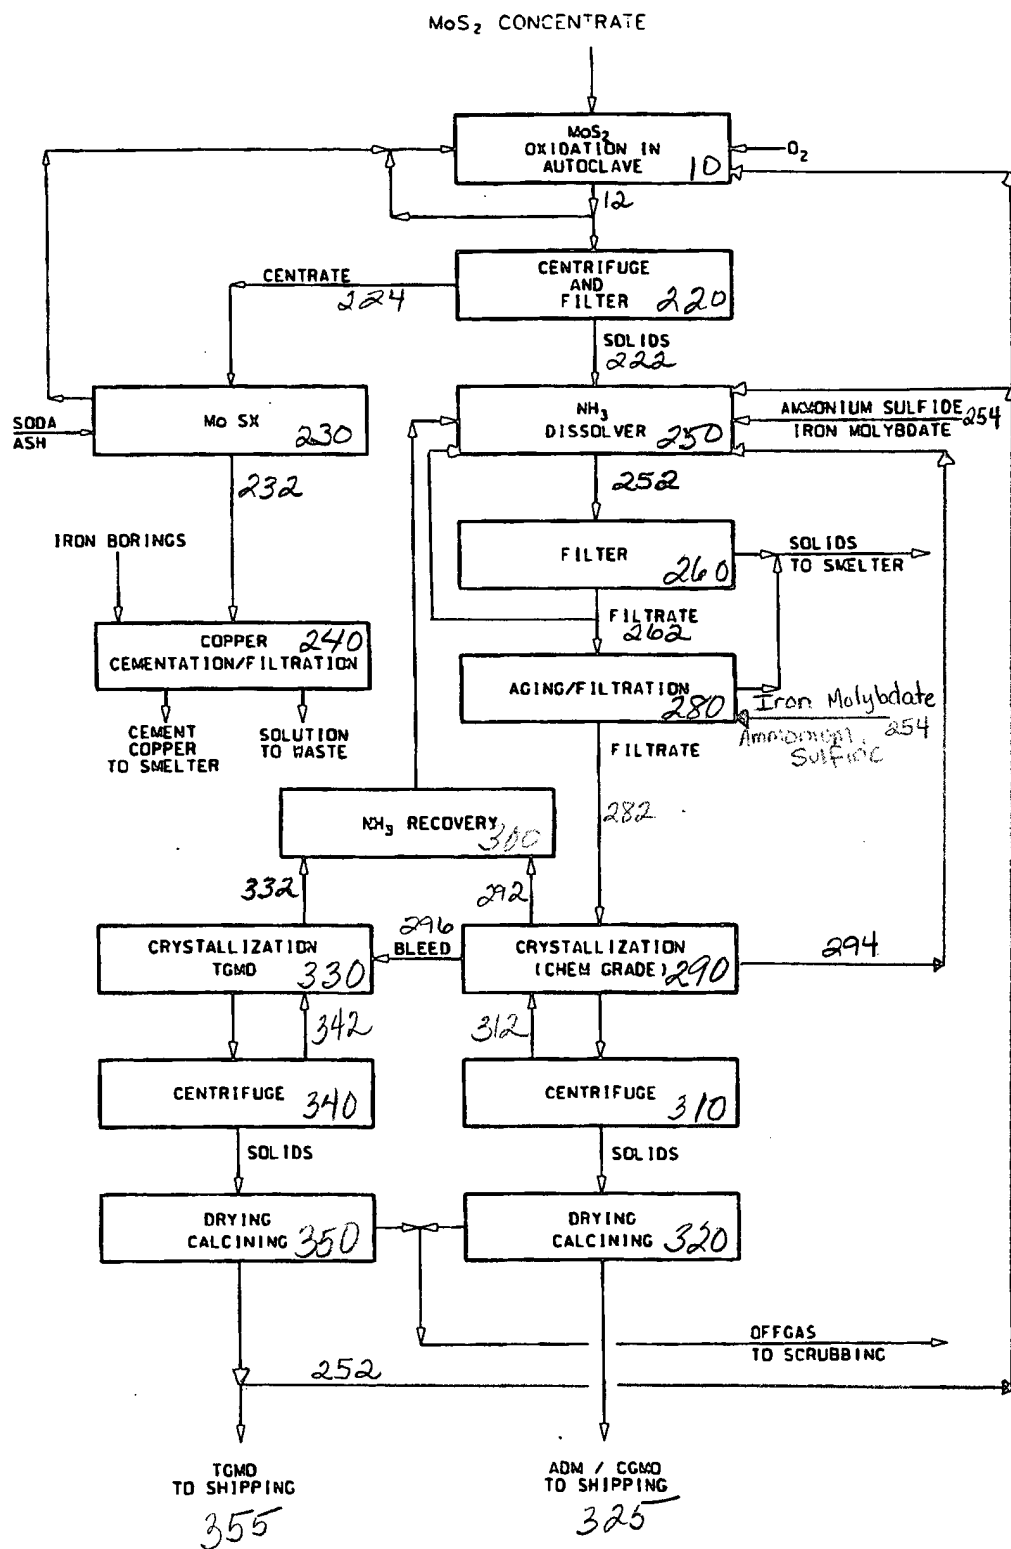 MoS2 CONCENTRATE
MoS2
OXIDATION IN
AUTOCLAVE
10
O2
12
CENTRIFUGE
AND
FILTER
220
CENTRATE
224
SOLIDS
222
Mo SX
230
SODA
ASH
NH3
DISSOLVER
250
AMMONIUM SULFIDE
IRON MOLYBDATE
254
232
252
IRON BORINGS
FILTER
260
SOLIDS
TO SMELTER
FILTRATE
262
COPPER
CEMENTATION/FILTRATION
240
AGING/FILTRATION
280
Iron Molybdate
Ammonium
254
CEMENT
COPPER
TO SMELTER
SOLUTION
TO WASTE
FILTRATE
282
NH3 RECOVERY
300
332
292
CRYSTALLIZATION
TGMO
330
296
BLEED
CRYSTALLIZATION
(CHEM GRADE)
290
294
342
312
CENTRIFUGE
340
CENTRIFUGE
310
SOLIDS
SOLIDS
DRYING
CALCINING
350
DRYING
CALCINING
320
OFFGAS
TO SCRUBBING
252
TGMO
TO SHIPPING
355
ADM / CGMO
TO SHIPPING
325